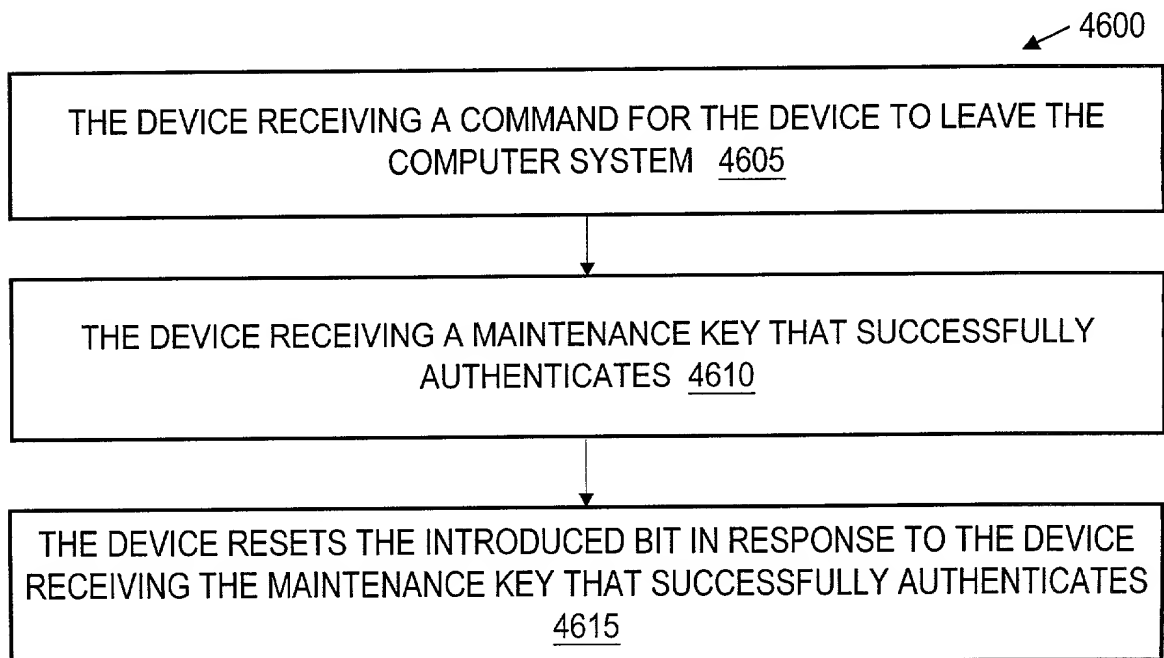 4600
THE DEVICE RECEIVING A COMMAND FOR THE DEVICE TO LEAVE THE
COMPUTER SYSTEM 4605
THE DEVICE RECEIVING A MAINTENANCE KEY THAT SUCCESSFULLY
AUTHENTICATES 4610
THE DEVICE RESETS THE INTRODUCED BIT IN RESPONSE TO THE DEVICE
RECEIVING THE MAINTENANCE KEY THAT SUCCESSFULLY AUTHENTICATES
4615